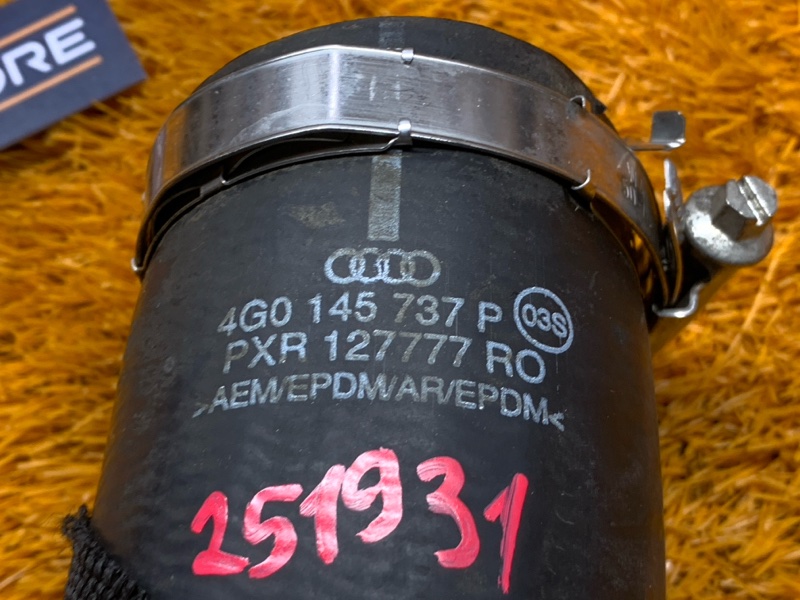 ORE
4G0 145 737 P 03S
PXR 127777 RO
>AEM/EPDM/AR/EPDM<
251931